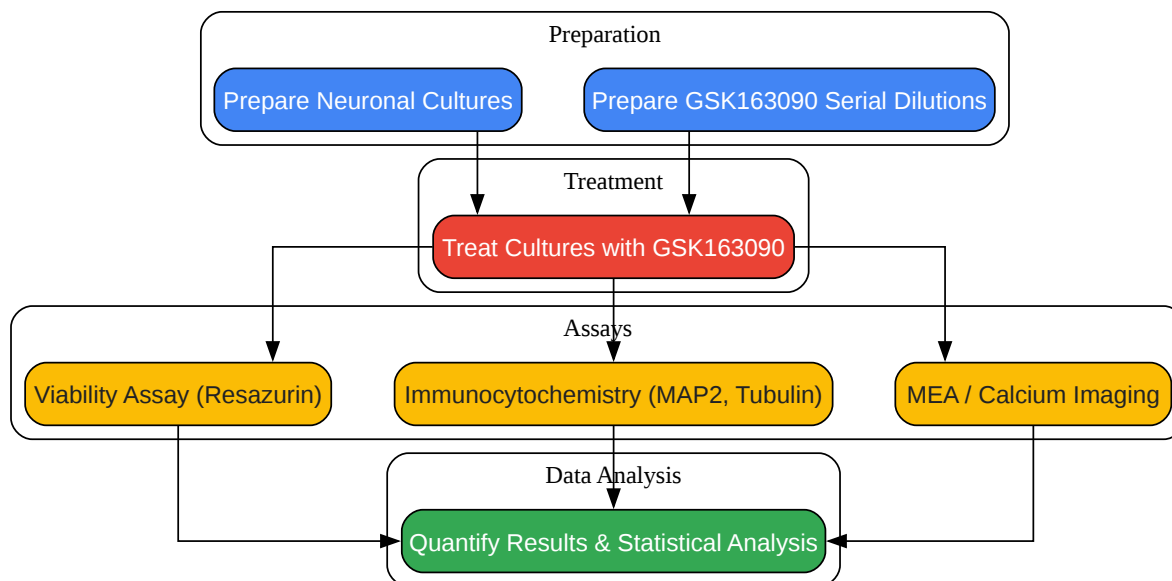 Preparation
Prepare Neuronal Cultures
Prepare GSK163090 Serial Dilutions
Treatment
Treat Cultures with GSK163090
Assays
Viability Assay (Resazurin)
Immunocytochemistry (MAP2, Tubulin)
MEA / Calcium Imaging
Data Analysis
Quantify Results & Statistical Analysis